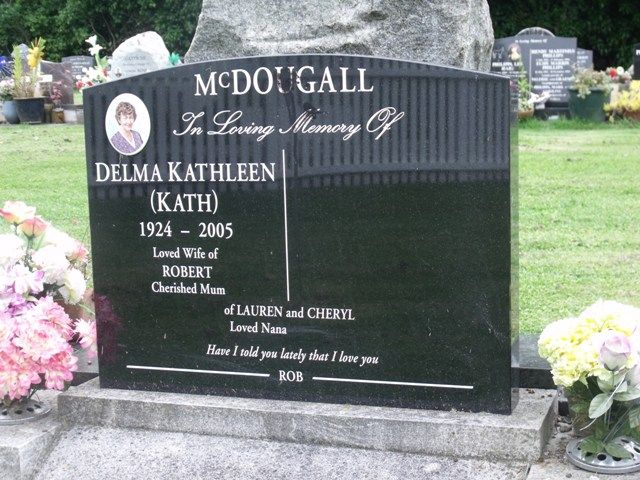 McDOUGALL
In Loving Memory Of
DELMA KATHLEEN
(KATH)
1924 - 2005
Loved Wife of
ROBERT
Cherished Mum
of LAUREN and CHERYL
Loved Nana
Have I told you lately that I love you
ROB